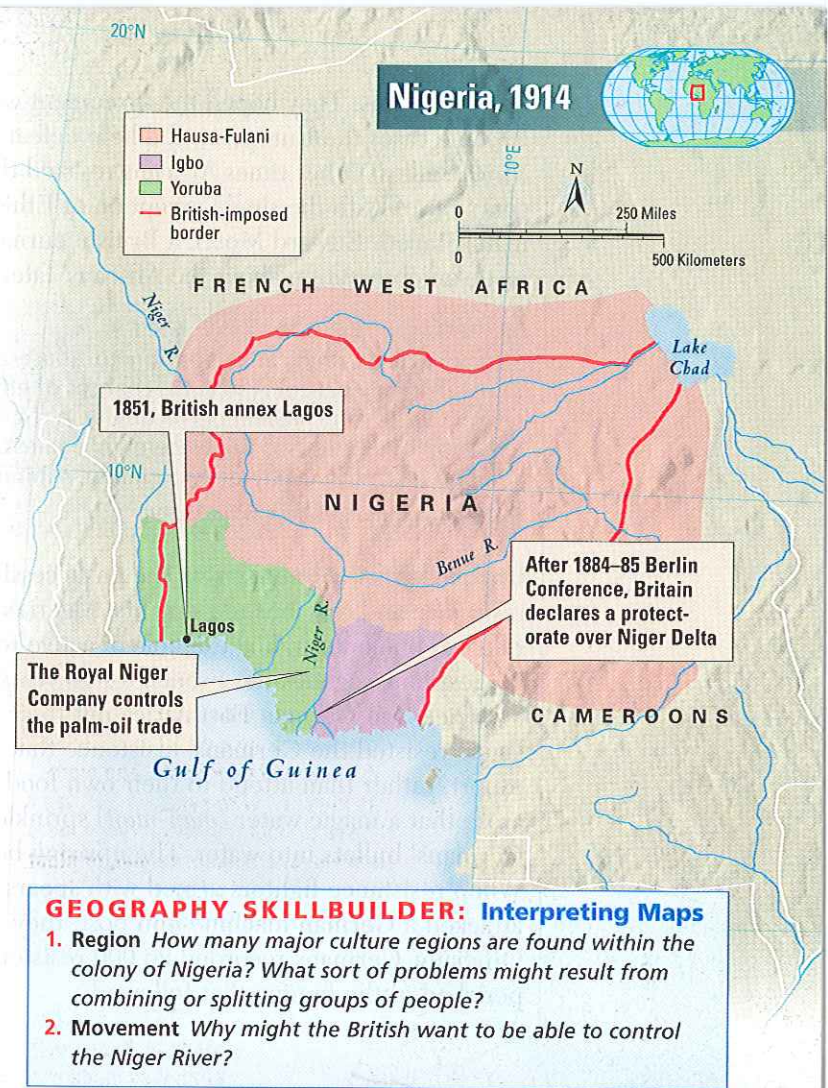 20°N
Nigeria, 1914
Hausa-Fulani
Igbo
Yoruba
British-imposed
border
10°E
N
0
250 Miles
0
500 Kilometers
FRENCH WEST AFRICA
Niger R.
Lake
Chad
1851, British annex Lagos
10°N
NIGERIA
Benue R.
After 1884–85 Berlin
Conference, Britain
declares a protect-
orate over Niger Delta
Lagos
Niger R.
The Royal Niger
Company controls
the palm-oil trade
CAMEROONS
Gulf of Guinea
GEOGRAPHY SKILLBUILDER: Interpreting Maps
1. Region How many major culture regions are found within the
colony of Nigeria? What sort of problems might result from
combining or splitting groups of people?
2. Movement Why might the British want to be able to control
the Niger River?